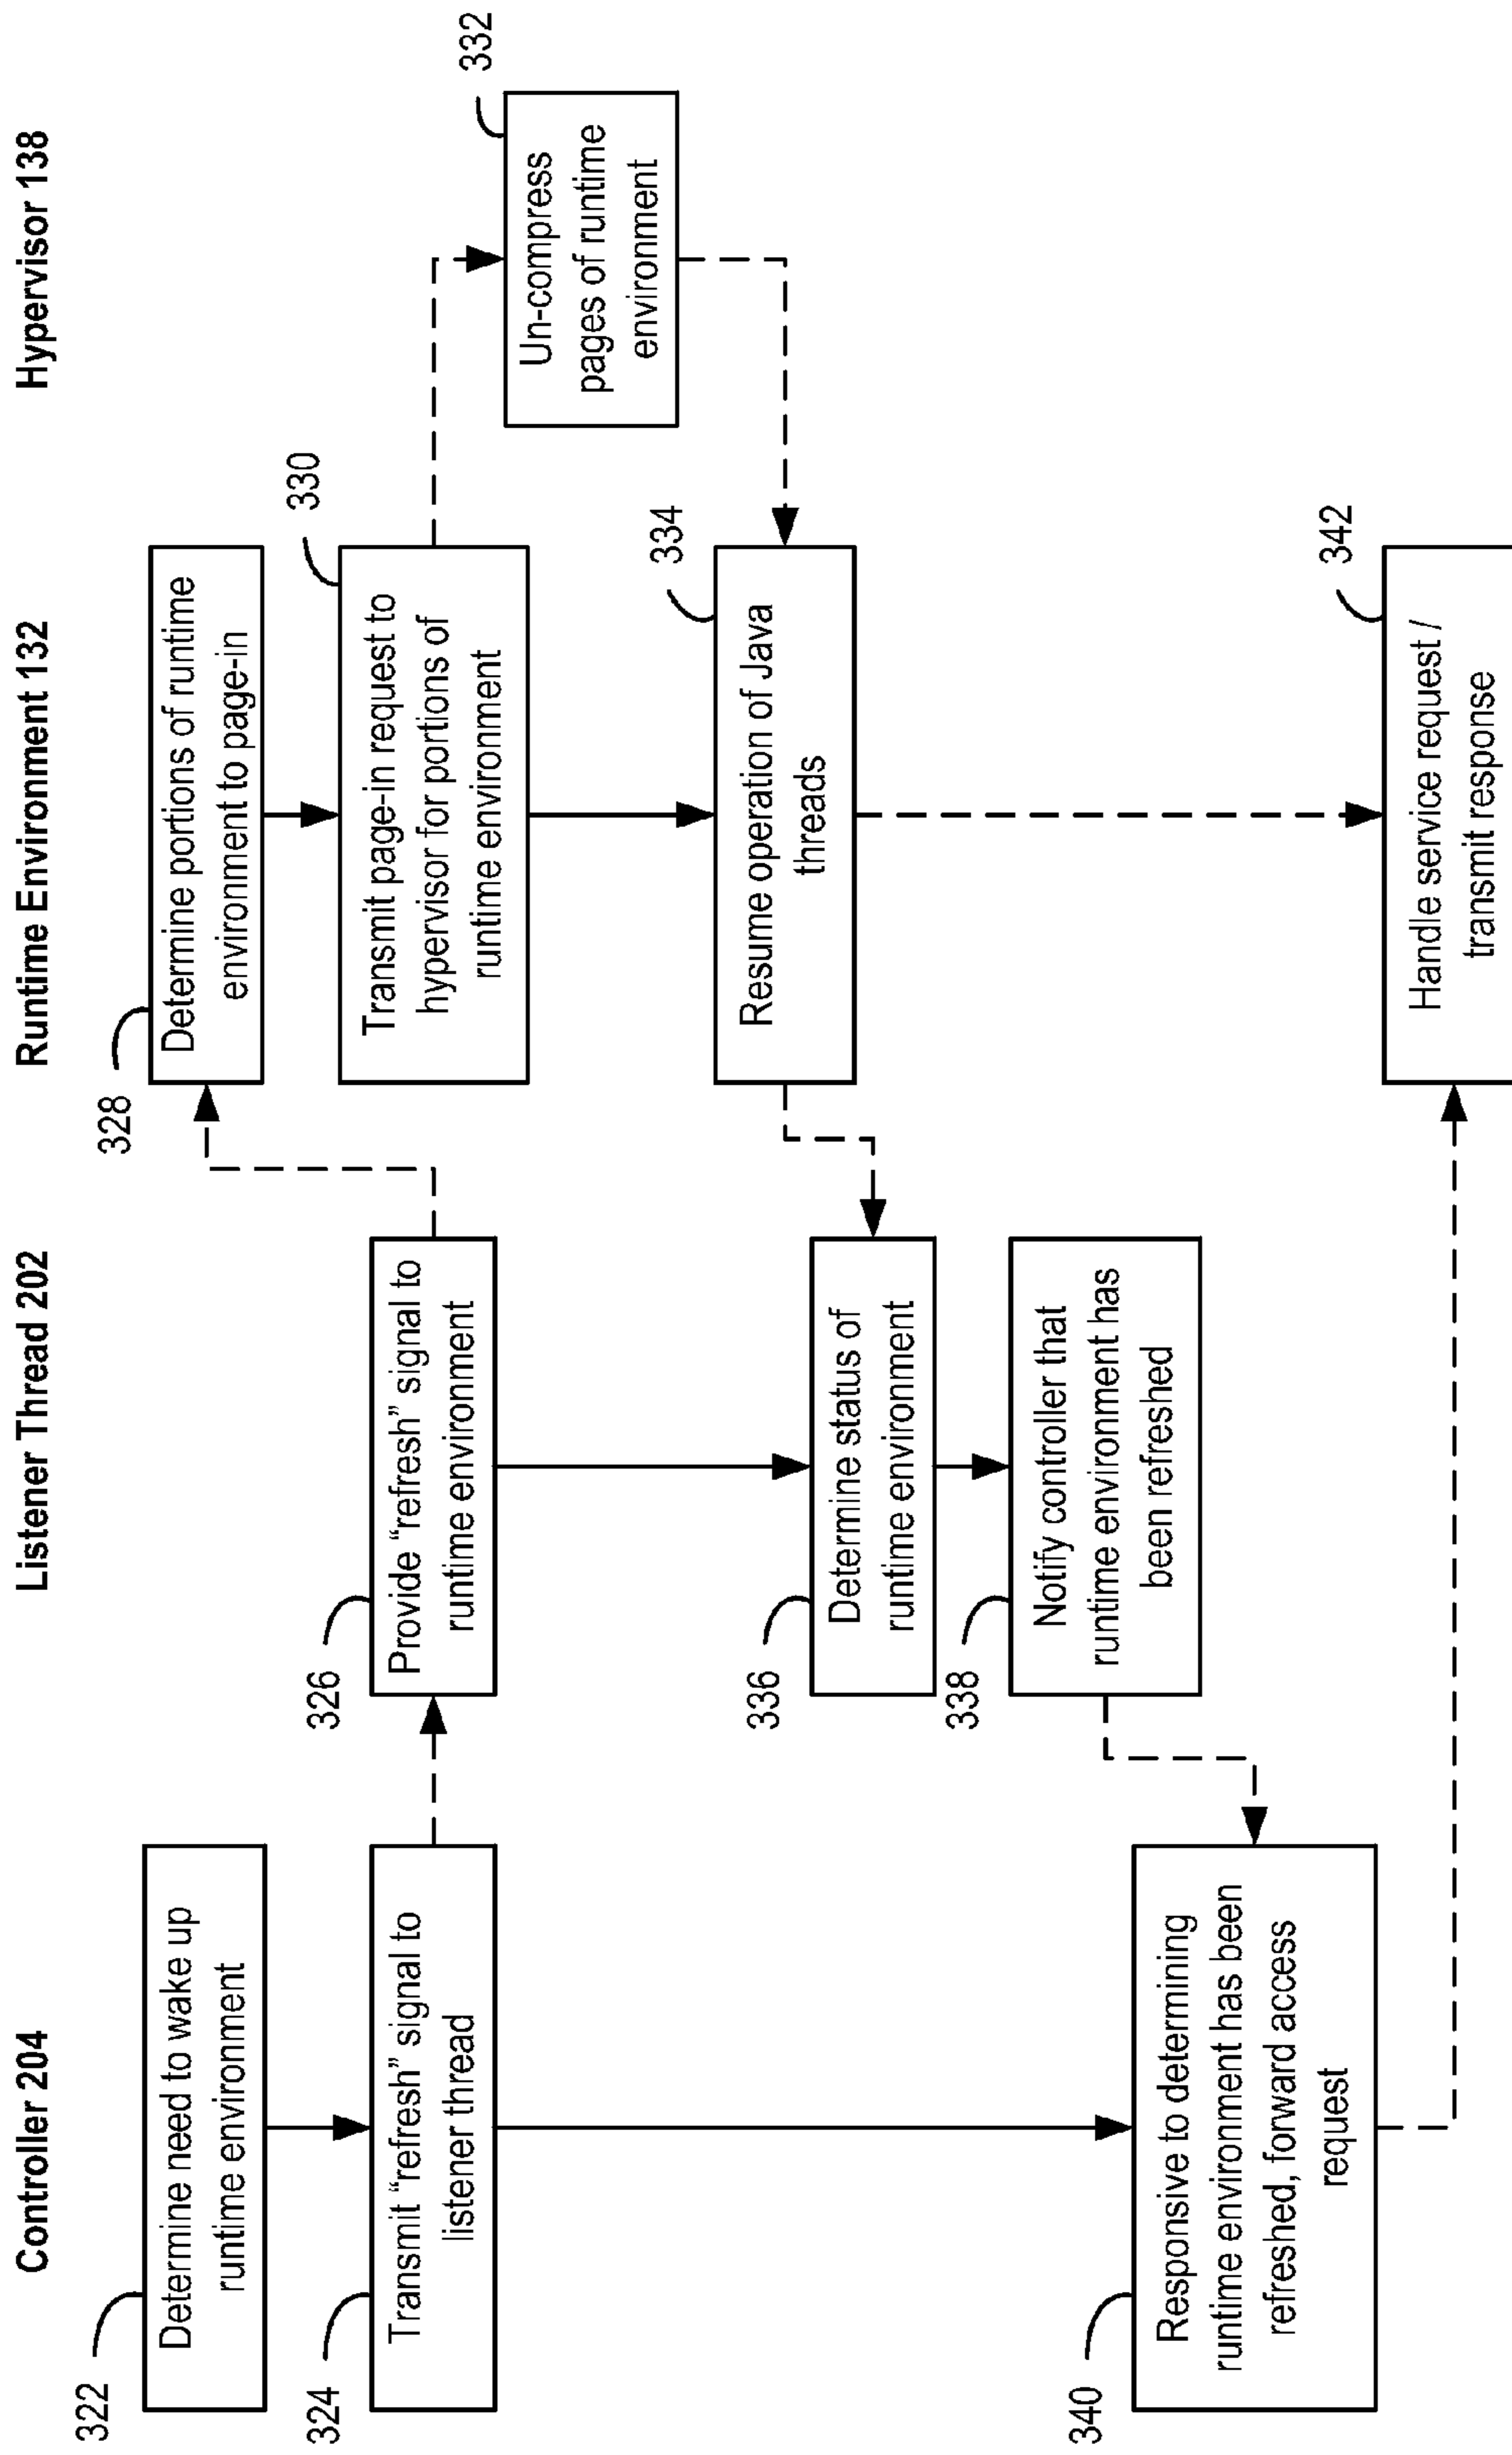 Controller 204
Listener Thread 202
Runtime Environment 132
Hypervisor 138
322
Determine need to wake up
runtime environment
324
Transmit “refresh” signal to
listener thread
326
Provide “refresh” signal to
runtime environment
328
Determine portions of runtime
environment to page-in
330
Transmit page-in request to
hypervisor for portions of
runtime environment
332
Un-compress
pages of runtime
environment
334
Resume operation of Java
threads
336
Determine status of
runtime environment
338
Notify controller that
runtime environment has
been refreshed
340
Responsive to determining
runtime environment has been
refreshed, forward access
request
342
Handle service request /
transmit response